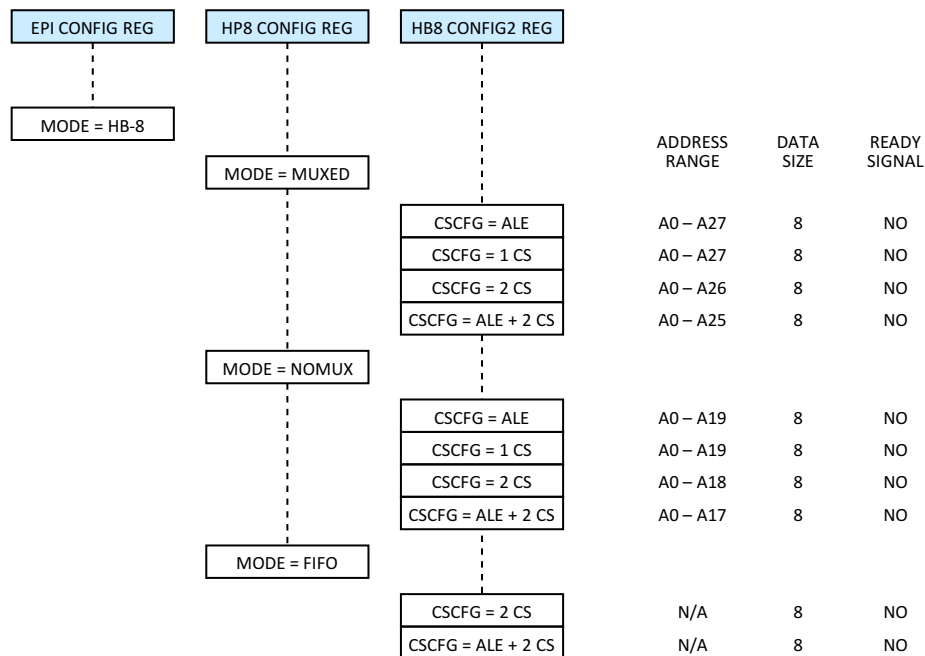 EPI CONFIG REG HP8 CONFIG REG HB8 CONFIG2 REG
MODE = HB-8
ADDRESS RANGE DATA SIZE READY SIGNAL
MODE = MUXED
CSCFG = ALE A0 – A27 8 NO
CSCFG = 1 CS A0 – A27 8 NO
CSCFG = 2 CS A0 – A26 8 NO
CSCFG = ALE + 2 CS A0 – A25 8 NO
MODE = NOMUX
CSCFG = ALE A0 – A19 8 NO
CSCFG = 1 CS A0 – A19 8 NO
CSCFG = 2 CS A0 – A18 8 NO
CSCFG = ALE + 2 CS A0 – A17 8 NO
MODE = FIFO
CSCFG = 2 CS N/A 8 NO
CSCFG = ALE + 2 CS N/A 8 NO